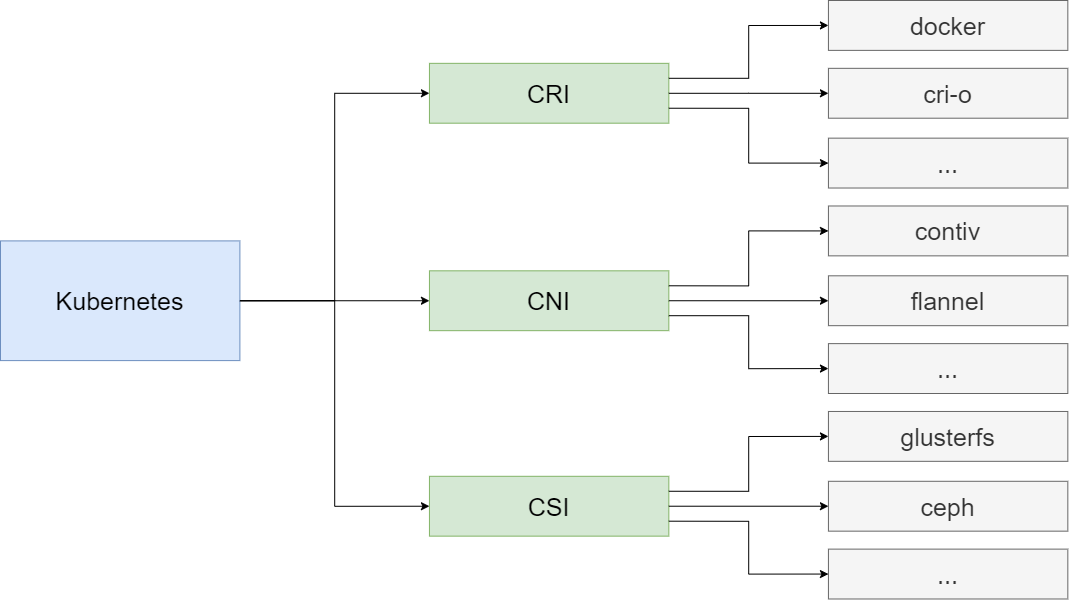 docker
CRI
cri-o
...
contiv
Kubernetes
CNI
flannel
...
glusterfs
CSI
ceph
...